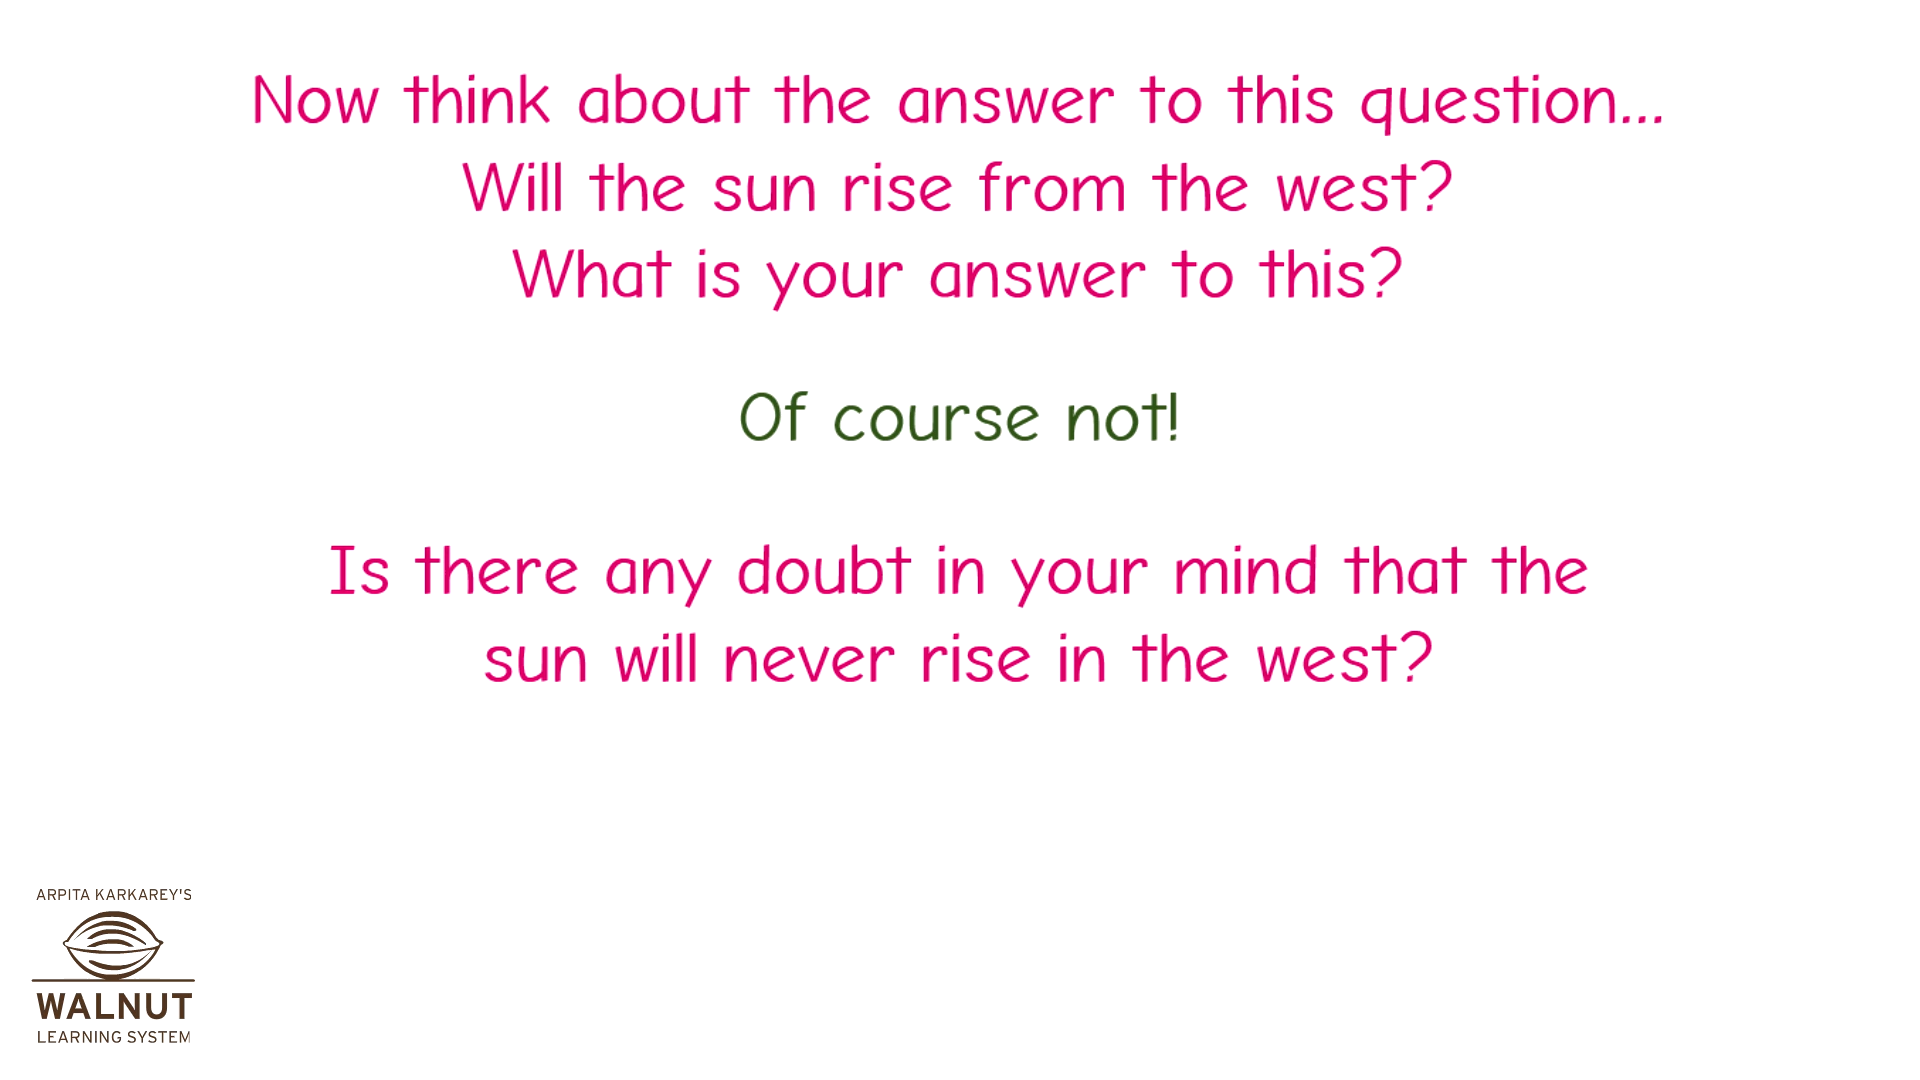 Now think about the answer to this question...
Will the sun rise from the west?
What is your answer to this?
Of course not!
Is there any doubt in your mind that the
sun will never rise in the west?
ARPITA KARKAREY'S
WALNUT
LEARNING SYSTEM